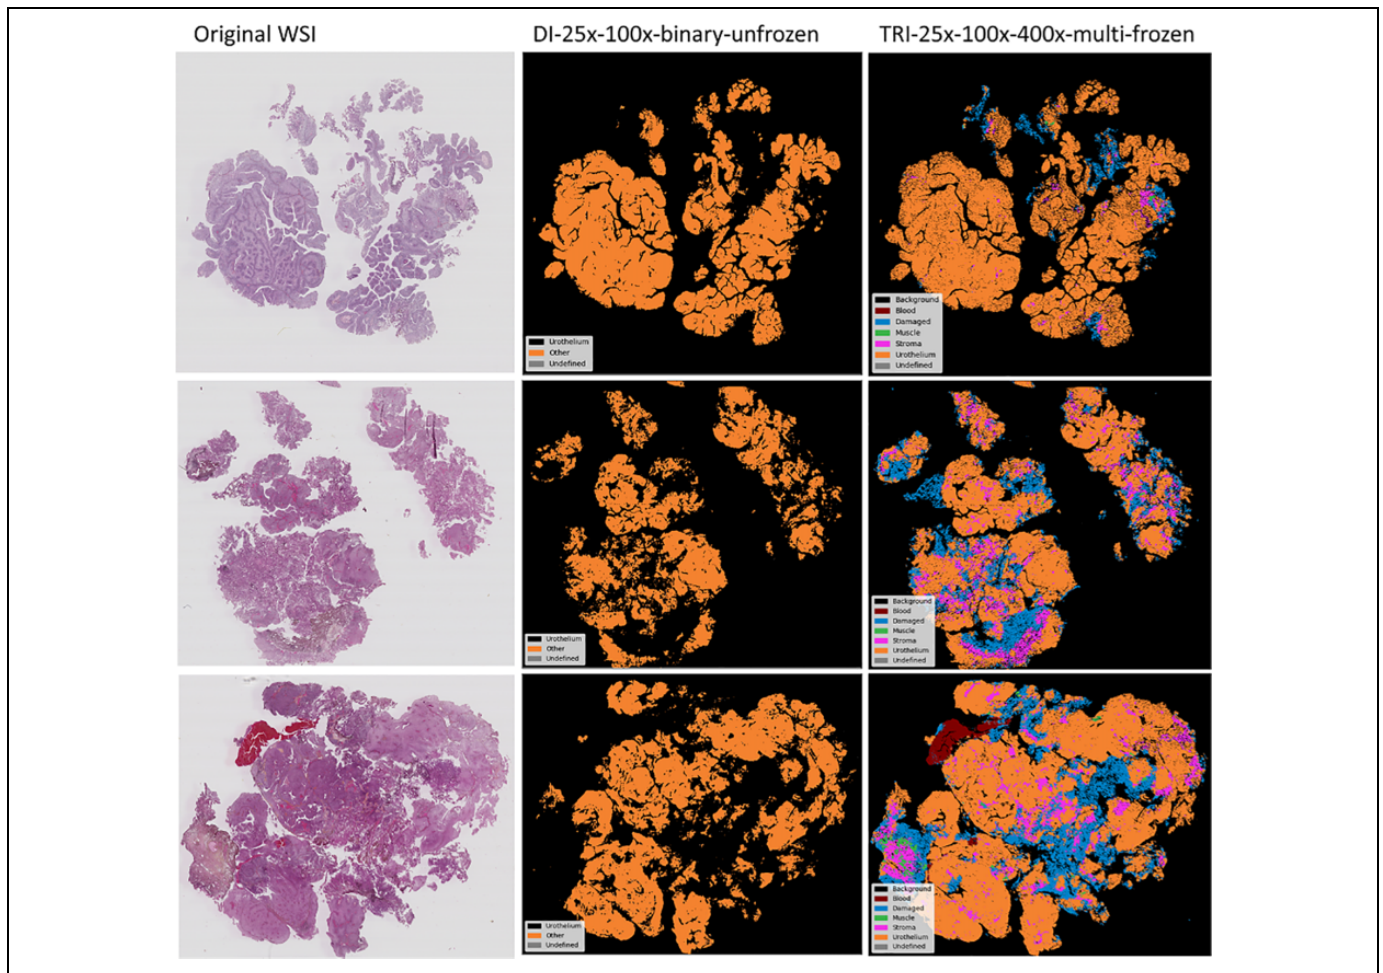 Original WSI
DI-25x-100x-binary-unfrozen
TRI-25x-100x-400x-multi-frozen
Urothelium
Other
Undefined
Background
Blood
Damaged
Muscle
Stroma
Urothelium
Undefined
Urothelium
Other
Undefined
Background
Blood
Damaged
Muscle
Stroma
Urothelium
Undefined
Urothelium
Other
Undefined
Background
Blood
Damaged
Muscle
Stroma
Urothelium
Undefined